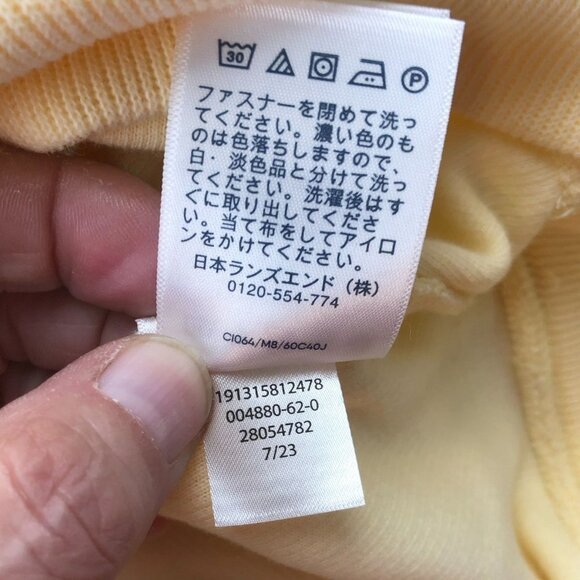 30 P
ファスナーを閉めて洗っ
てください。濃い色のも
のは色落ちしますので、
白・淡色品と分けて洗っ
てください。洗濯後はす
ぐに取り出してくださ
い。当て布をしてアイロ
ンをかけてください。
日本ランズエンド（株）
0120-554-774
CI064/MB/60C40J
191315812478
004880-62-0
28054782
7/23